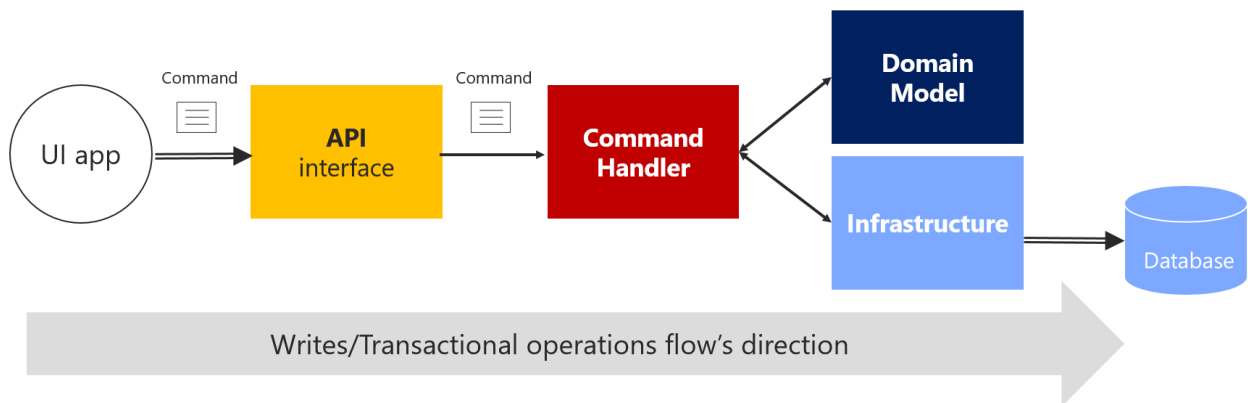 Command
Command
UI app
API
interface
Command
Handler
Domain
Model
Infrastructure
Database
Writes/Transactional operations flow’s direction